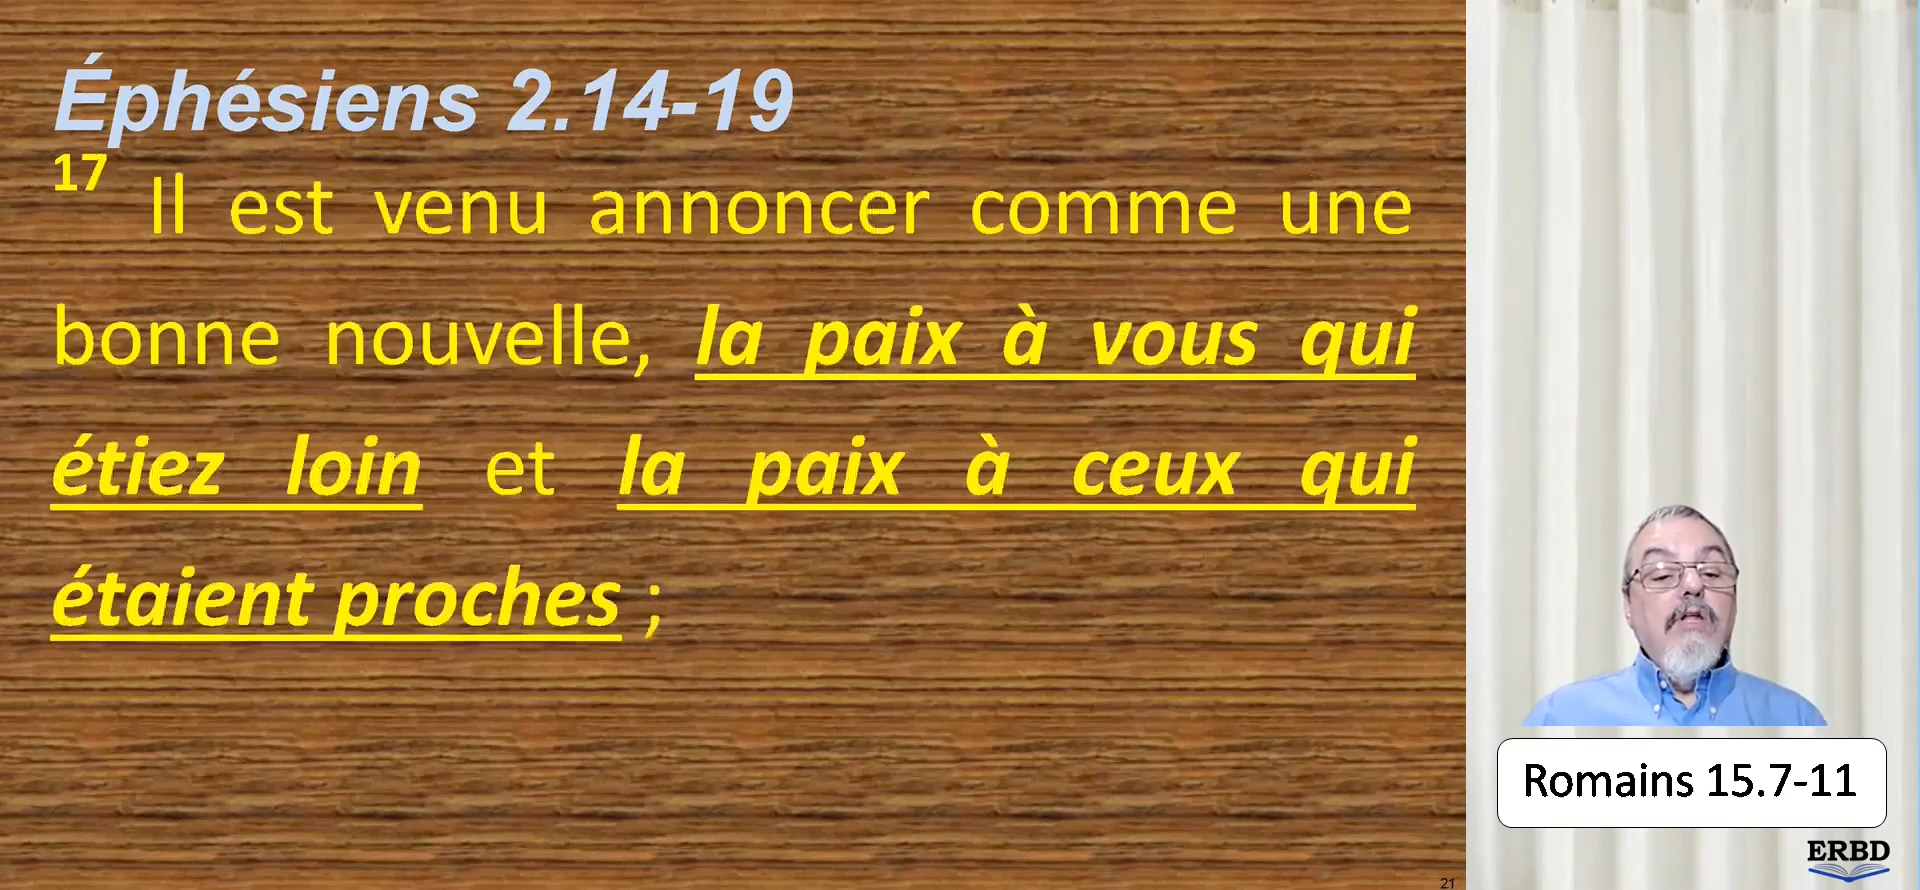 Éphésiens 2.14-19
17 Il est venu annoncer comme une
bonne nouvelle, la paix à vous qui
étiez loin et la paix à ceux qui
étaient proches ;
Romains 15.7-11
ERBD
21